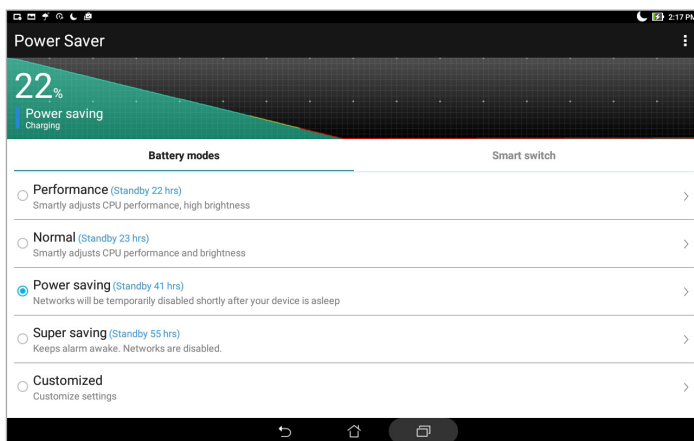 2:17 PM
Power Saver
22%
Power saving
Charging
Battery modes
Smart switch
Performance (Standby 22 hrs)
Smartly adjusts CPU performance, high brightness
Normal (Standby 23 hrs)
Smartly adjusts CPU performance and brightness
Power saving (Standby 41 hrs)
Networks will be temporarily disabled shortly after your device is asleep
Super saving (Standby 55 hrs)
Keeps alarm awake. Networks are disabled.
Customized
Customize settings